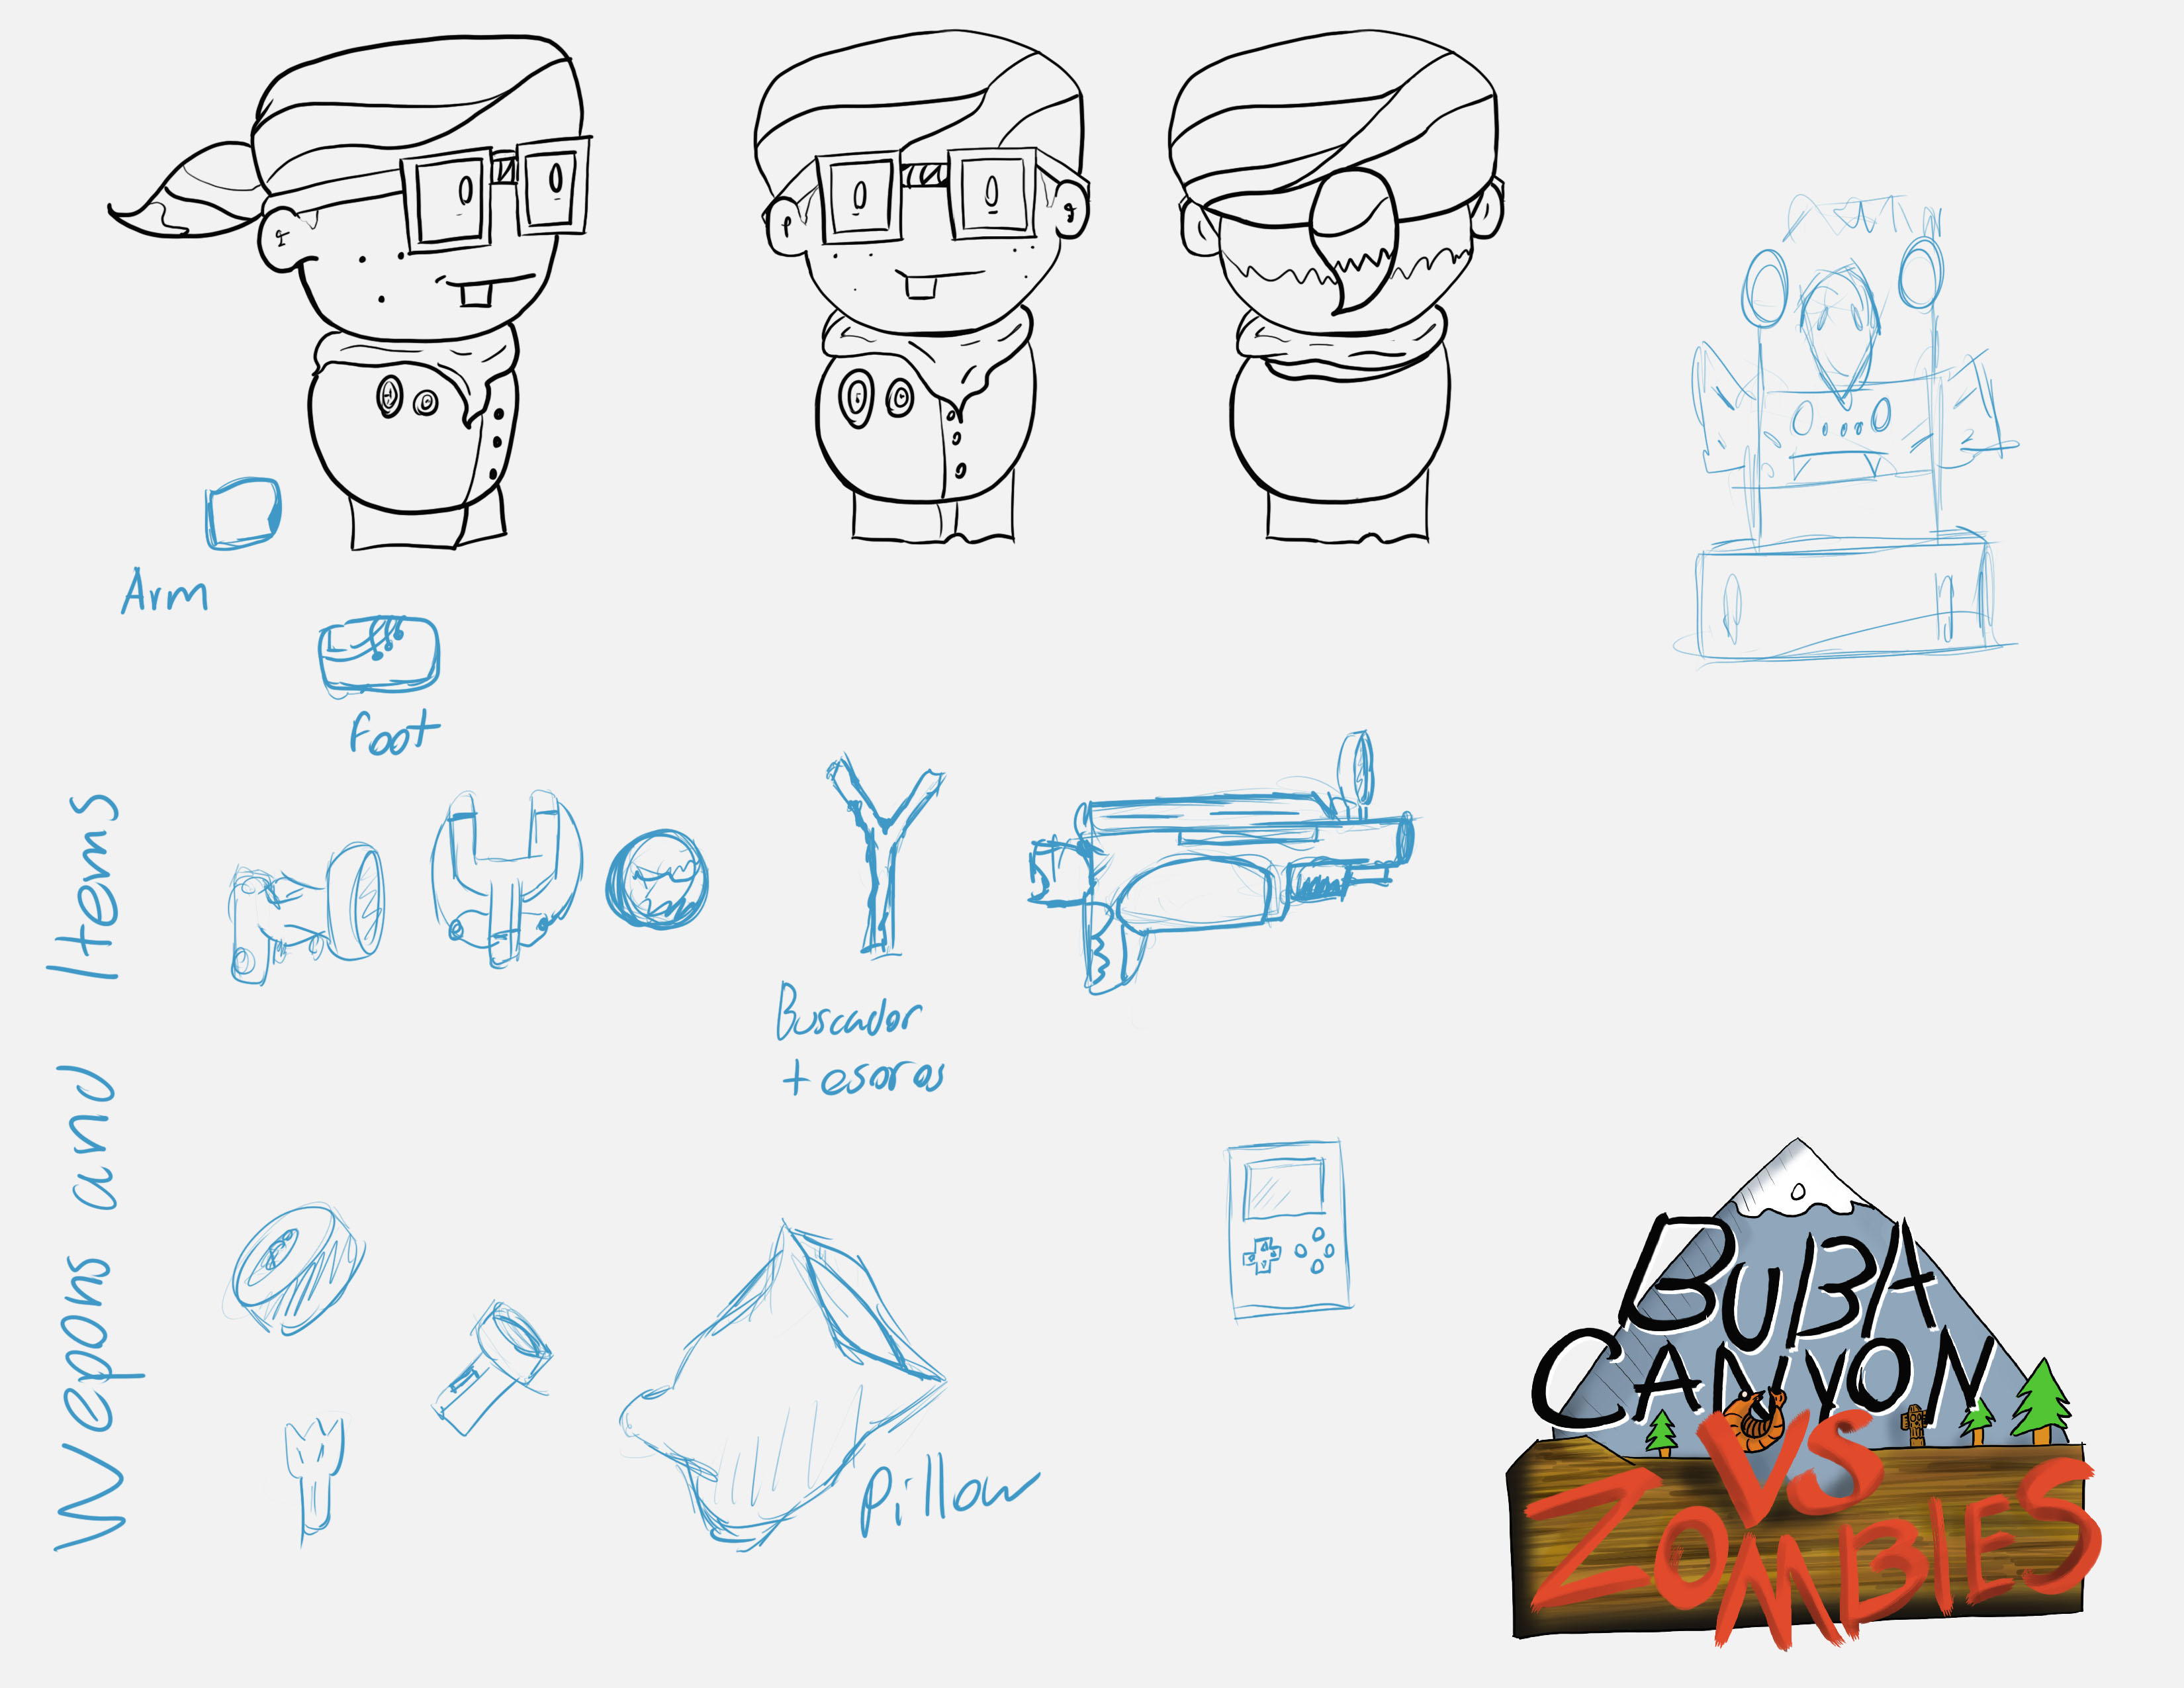 Arm
Foot
Wepons and Items
Buscador
tesoros
Pillow
BUBA
CANYON
VS
ZOMBIES